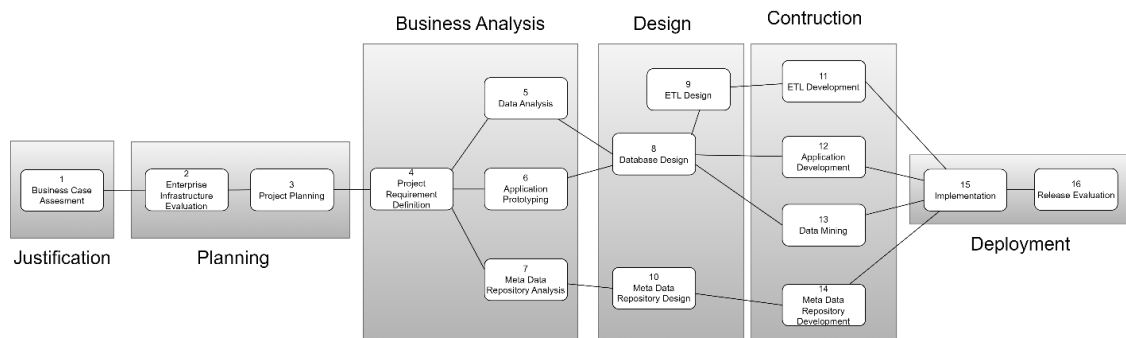 Business Analysis
Design
Contruction
5
Data Analysis
9
ETL Design
11
ETL Development
1
Business Case
Assesment
2
Enterprise
Infrastructure
Evaluation
3
Project Planning
4
Project
Requirement
Definition
6
Application
Prototyping
8
Database Design
12
Application
Development
13
Data Mining
15
Implementation
16
Release Evaluation
Justification
Planning
Deployment
7
Meta Data
Repository Analysis
10
Meta Data
Repository Design
14
Meta Data
Repository
Development